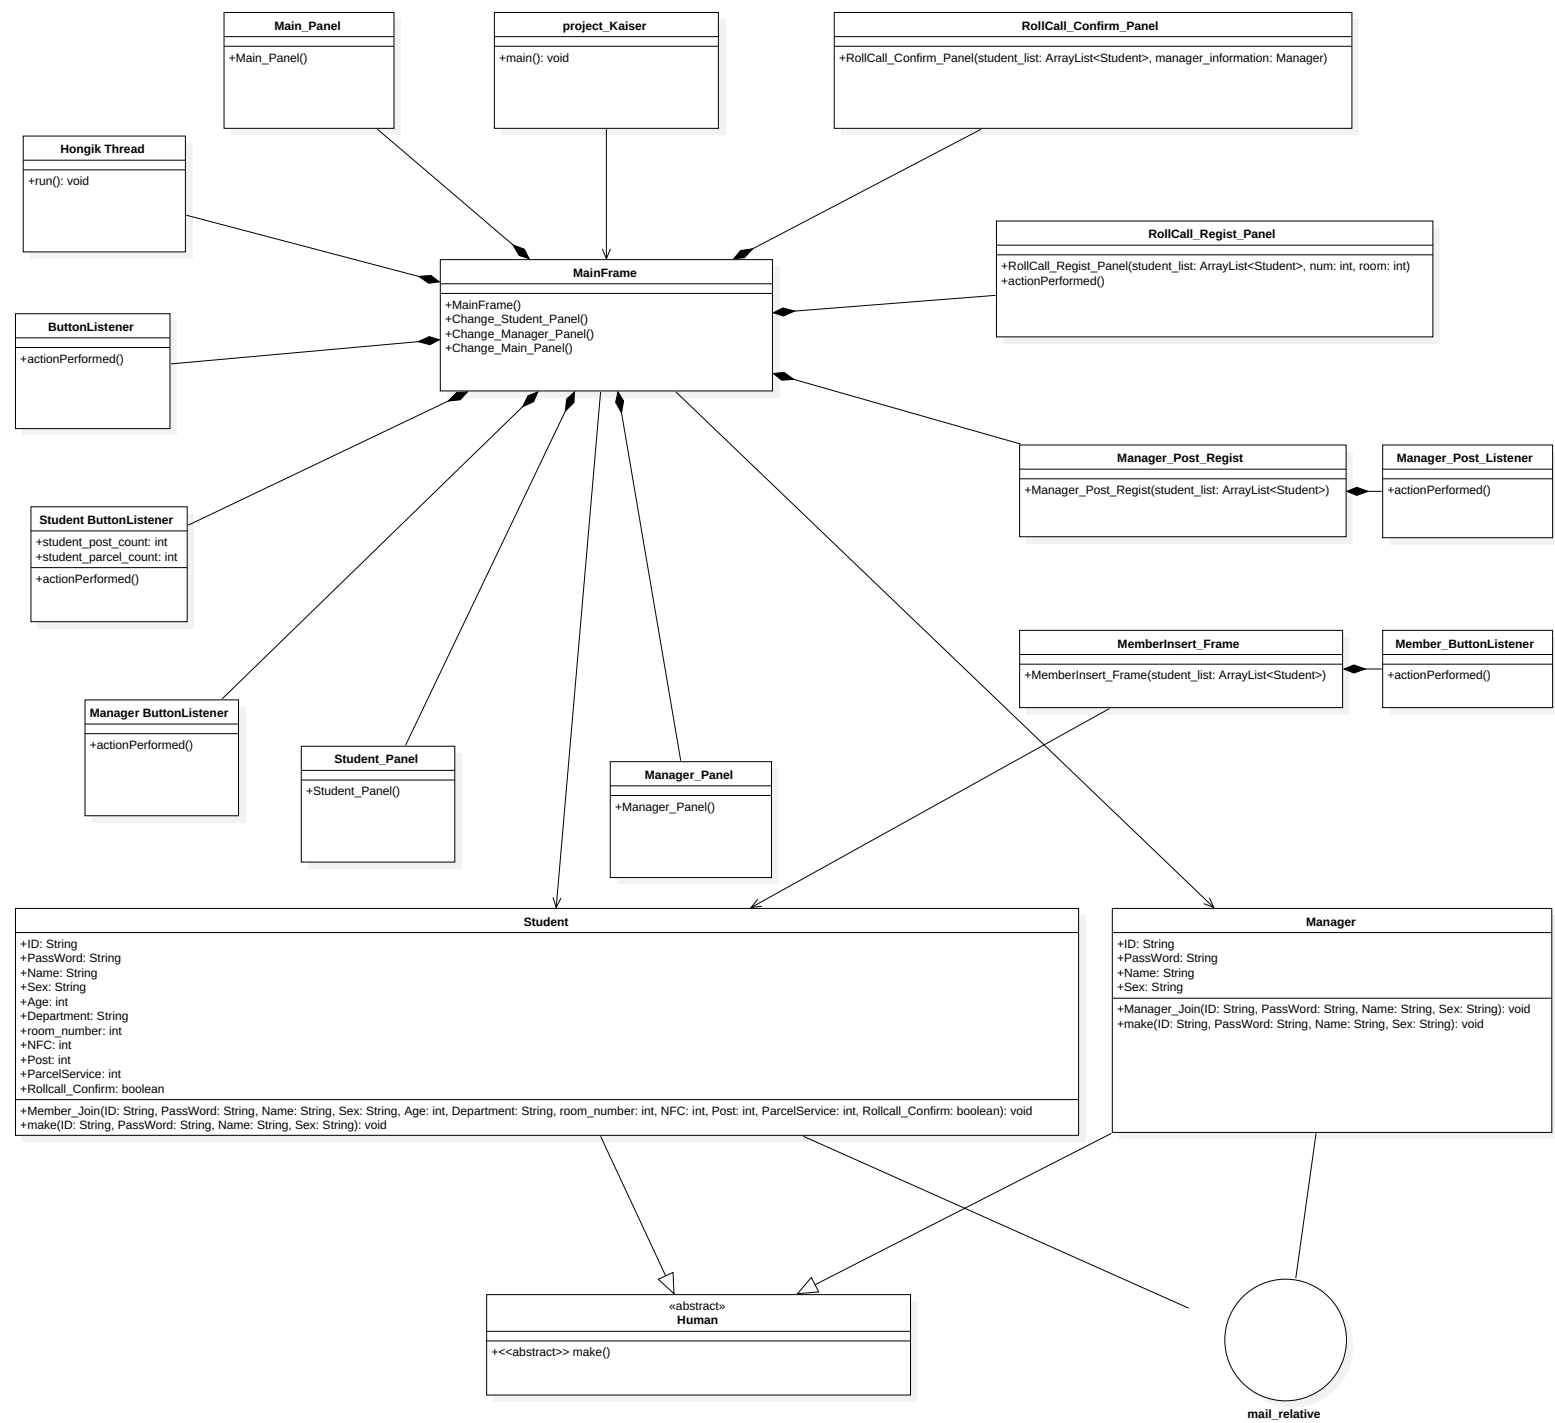 Main_Panel
+Main_Panel()
project_Kaiser
+main(): void
RollCall_Confirm_Panel
+RollCall_Confirm_Panel(student_list: ArrayList<Student>, manager_information: Manager)
Hongik Thread
+run(): void
RollCall_Regist_Panel
+RollCall_Regist_Panel(student_list: ArrayList<Student>, num: int, room: int)
+actionPerformed()
MainFrame
+MainFrame()
+Change_Student_Panel()
+Change_Manager_Panel()
+Change_Main_Panel()
ButtonListener
+actionPerformed()
Manager_Post_Regist
+Manager_Post_Regist(student_list: ArrayList<Student>)
Manager_Post_Listener
+actionPerformed()
Student ButtonListener
+student_post_count: int
+student_parcel_count: int
+actionPerformed()
MemberInsert_Frame
+MemberInsert_Frame(student_list: ArrayList<Student>)
Member_ButtonListener
+actionPerformed()
Manager ButtonListener
+actionPerformed()
Student_Panel
+Student_Panel()
Manager_Panel
+Manager_Panel()
Student
+ID: String
+PassWord: String
+Name: String
+Sex: String
+Age: int
+Department: String
+room_number: int
+NFC: int
+Post: int
+ParcelService: int
+Rollcall_Confirm: boolean
+Member_Join(ID: String, PassWord: String, Name: String, Sex: String, Age: int, Department: String, room_number: int, NFC: int, Post: int, ParcelService: int, Rollcall_Confirm: boolean): void
+make(ID: String, PassWord: String, Name: String, Sex: String): void
Manager
+ID: String
+PassWord: String
+Name: String
+Sex: String
+Manager_Join(ID: String, PassWord: String, Name: String, Sex: String): void
+make(ID: String, PassWord: String, Name: String, Sex: String): void
«abstract»
Human
+<<abstract>> make()
mail_relative